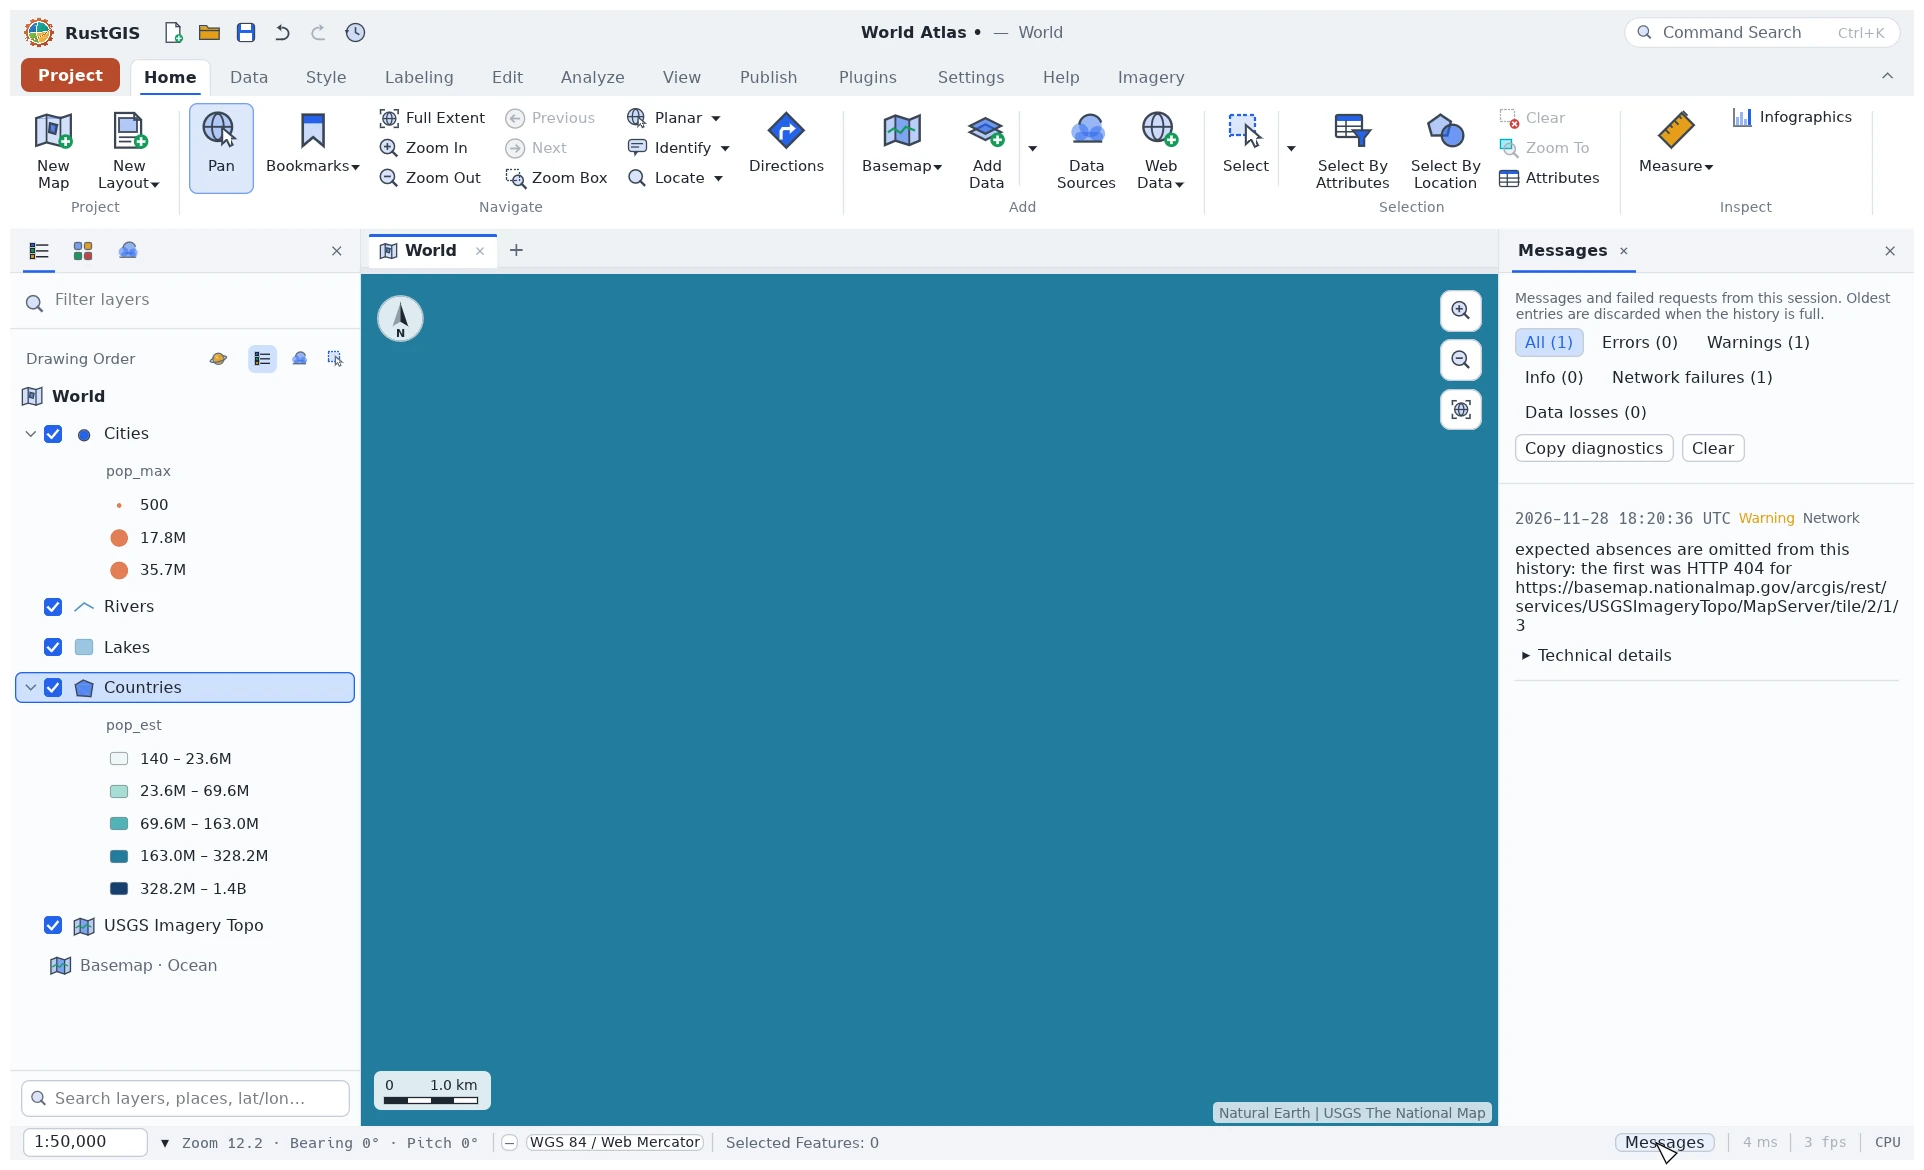 RustGIS
World Atlas • — World
Command Search Ctrl+K
Project Home Data Style Labeling Edit Analyze View Publish Plugins Settings Help Imagery
New Map
New Layout
Project
Pan
Bookmarks
Full Extent
Zoom In
Zoom Out
Previous
Next
Zoom Box
Planar
Identify
Locate
Directions
Navigate
Basemap
Add Data
Data Sources
Web Data
Add
Select
Select By Attributes
Select By Location
Clear
Zoom To
Attributes
Selection
Measure
Infographics
Inspect
Filter layers
Drawing Order
World
Cities
pop_max
500
17.8M
35.7M
Rivers
Lakes
Countries
pop_est
140 – 23.6M
23.6M – 69.6M
69.6M – 163.0M
163.0M – 328.2M
328.2M – 1.4B
USGS Imagery Topo
Basemap · Ocean
Search layers, places, lat/lon...
World
N
0 1.0 km
Natural Earth | USGS The National Map
Messages
Messages and failed requests from this session. Oldest
entries are discarded when the history is full.
All (1) Errors (0) Warnings (1)
Info (0) Network failures (1)
Data losses (0)
Copy diagnostics Clear
2026-11-28 18:20:36 UTC Warning Network
expected absences are omitted from this
history: the first was HTTP 404 for
https://basemap.nationalmap.gov/arcgis/rest/
services/USGSImageryTopo/MapServer/tile/2/1/
3
Technical details
1:50,000 Zoom 12.2 · Bearing 0° · Pitch 0° WGS 84 / Web Mercator Selected Features: 0 Messages 4 ms 3 fps CPU